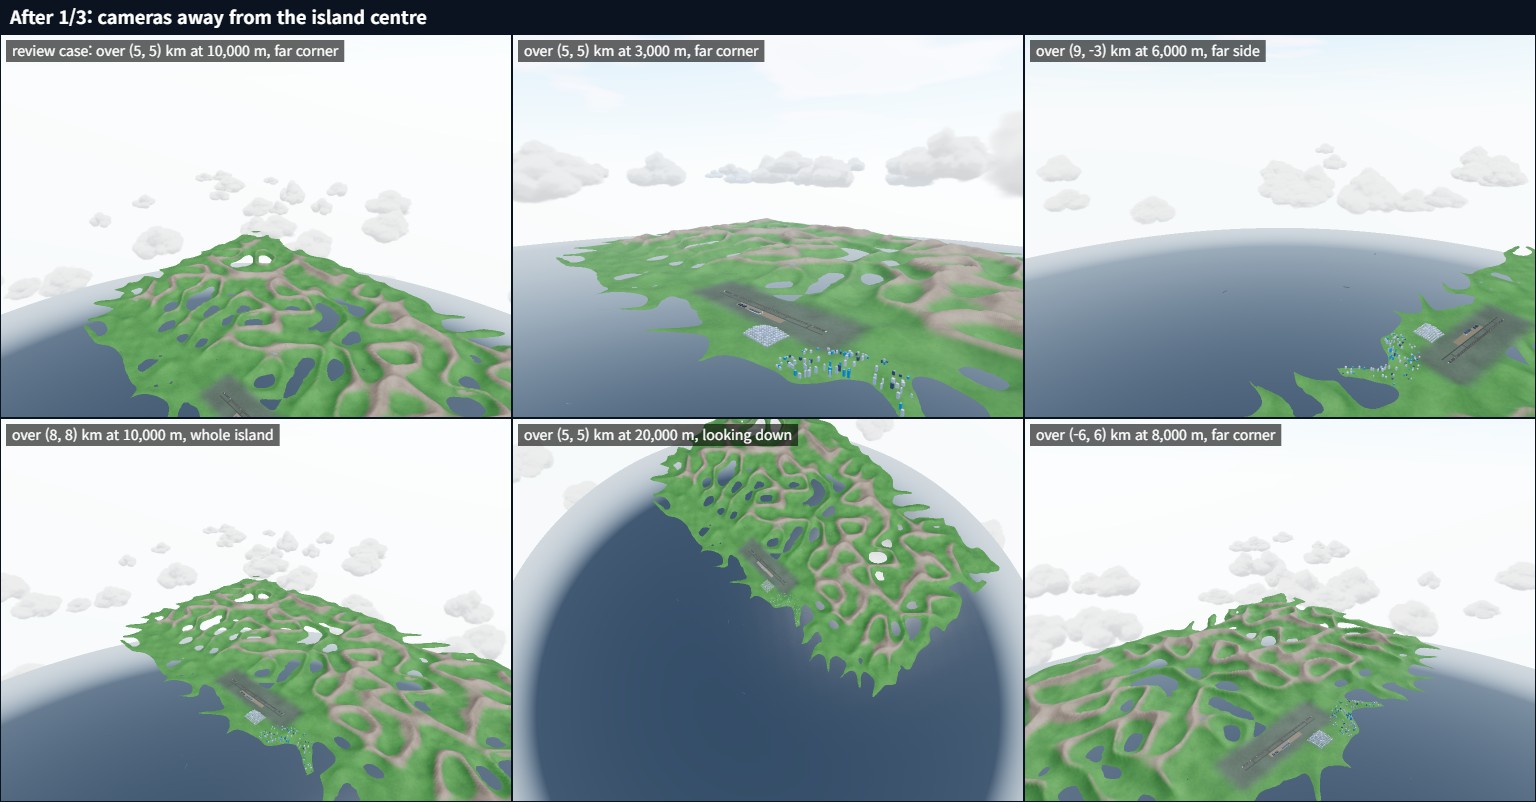 After 1/3: cameras away from the island centre
review case: over (5, 5) km at 10,000 m, far corner
over (5, 5) km at 3,000 m, far corner
over (9, -3) km at 6,000 m, far side
over (8, 8) km at 10,000 m, whole island
over (5, 5) km at 20,000 m, looking down
over (-6, 6) km at 8,000 m, far corner